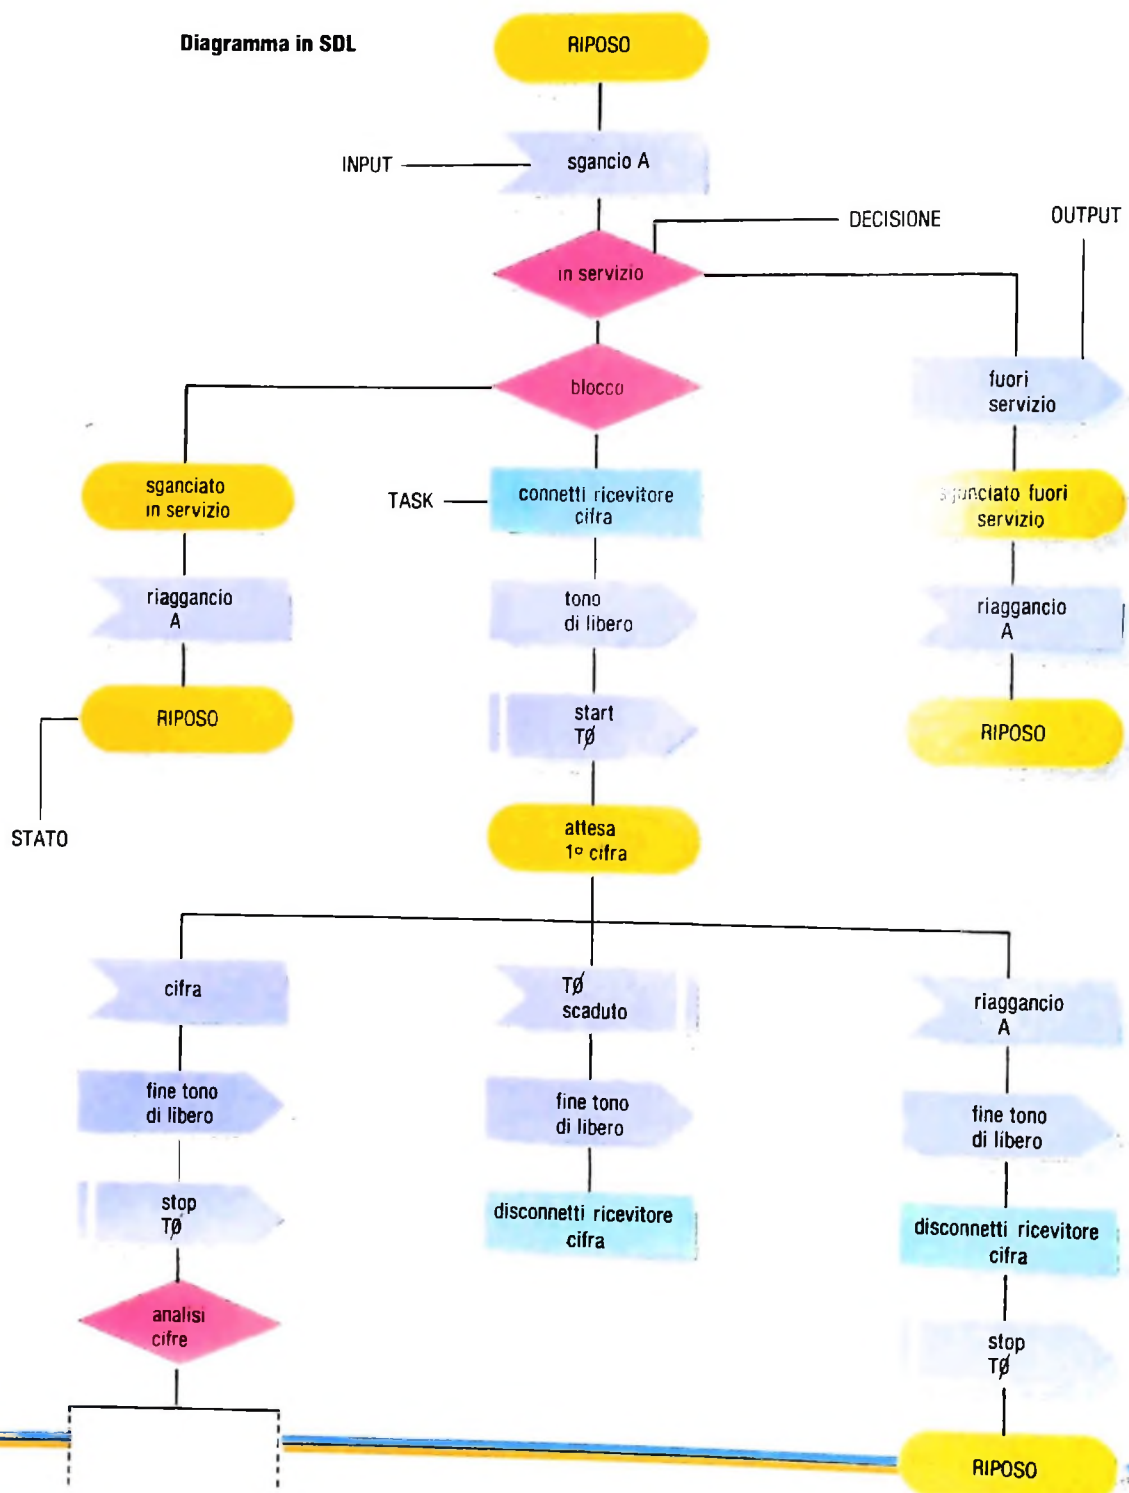 Diagramma in SDL
RIPOSO
INPUT
sgancio A
DECISIONE
OUTPUT
in servizio
blocco
fuori
servizio
sganciato
in servizio
TASK
connetti ricevitore
cifra
sganciato fuori
servizio
riaggancio
A
tono
di libero
riaggancio
A
RIPOSO
start
TØ
RIPOSO
STATO
attesa
1º cifra
cifra
TØ
scaduto
riaggancio
A
fine tono
di libero
fine tono
di libero
fine tono
di libero
stop
TØ
disconnetti ricevitore
cifra
disconnetti ricevitore
cifra
analisi
cifre
stop
TØ
RIPOSO